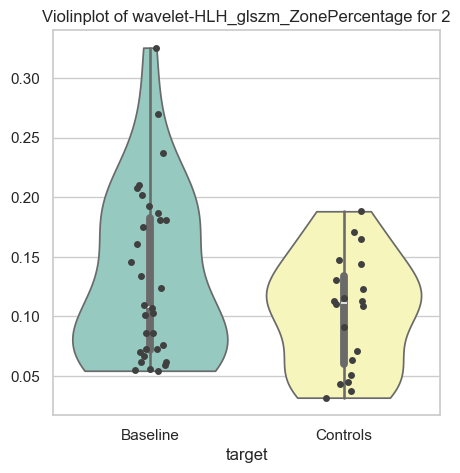 Violinplot of wavelet-HLH_glszm_ZonePercentage for 2
0.30
0.25
0.20
0.15
0.10
0.05
Baseline
Controls
target